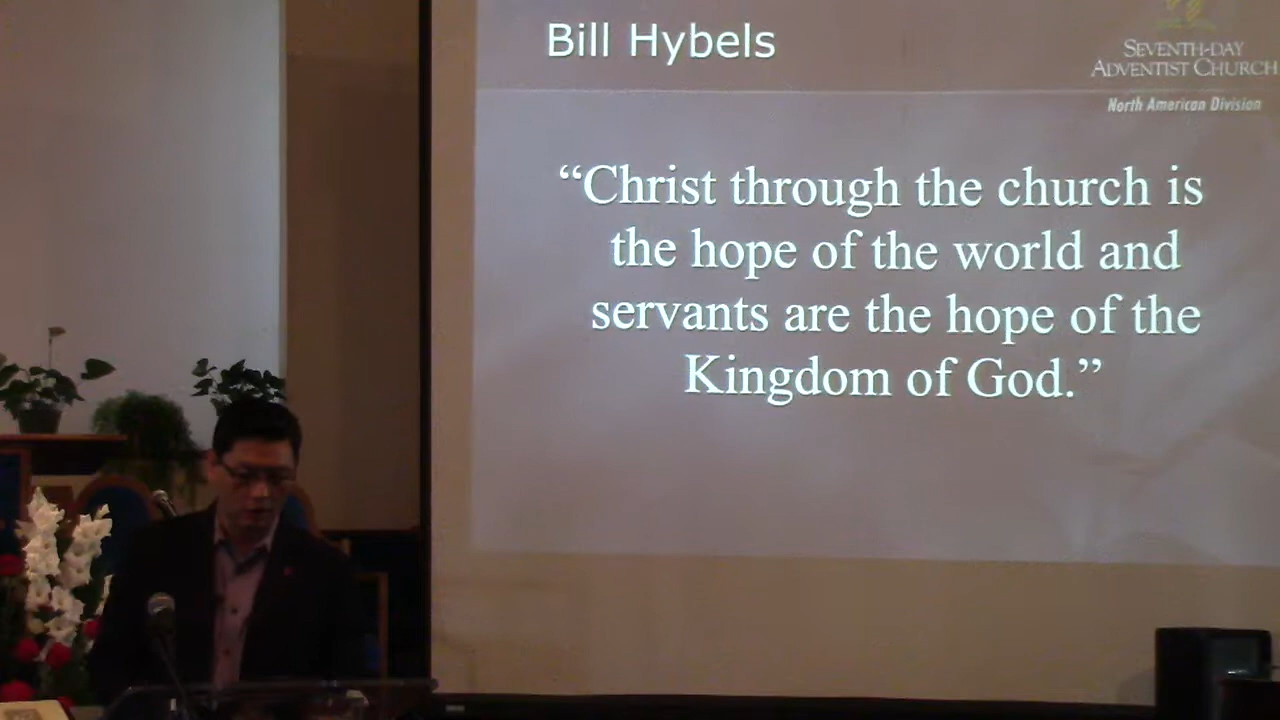 Bill Hybels
SEVENTH-DAY
ADVENTIST CHURCH
North American Division
“Christ through the church is
the hope of the world and
servants are the hope of the
Kingdom of God.”